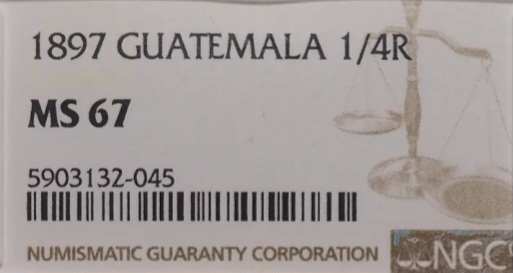 1897 GUATEMALA 1/4R
MS 67
5903132-045
NUMISMATIC GUARANTY CORPORATION
NGC